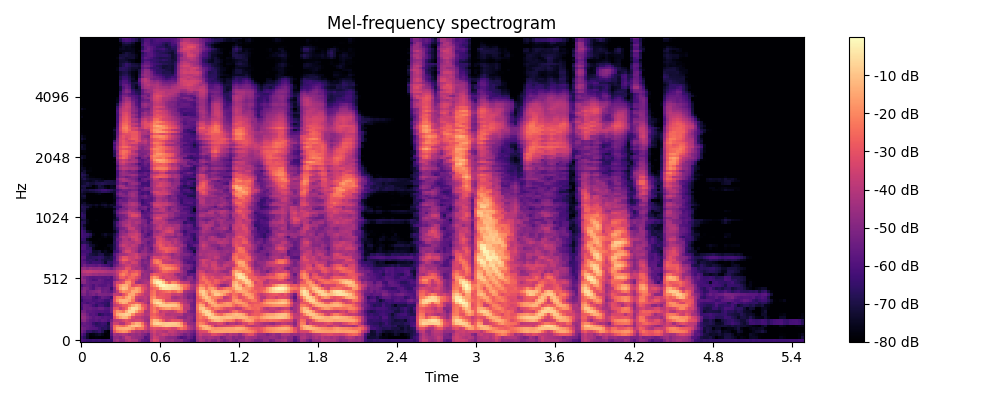 Mel-frequency spectrogram
Hz
4096
2048
1024
512
0
0 0.6 1.2 1.8 2.4 3 3.6 4.2 4.8 5.4
Time
-10 dB
-20 dB
-30 dB
-40 dB
-50 dB
-60 dB
-70 dB
-80 dB